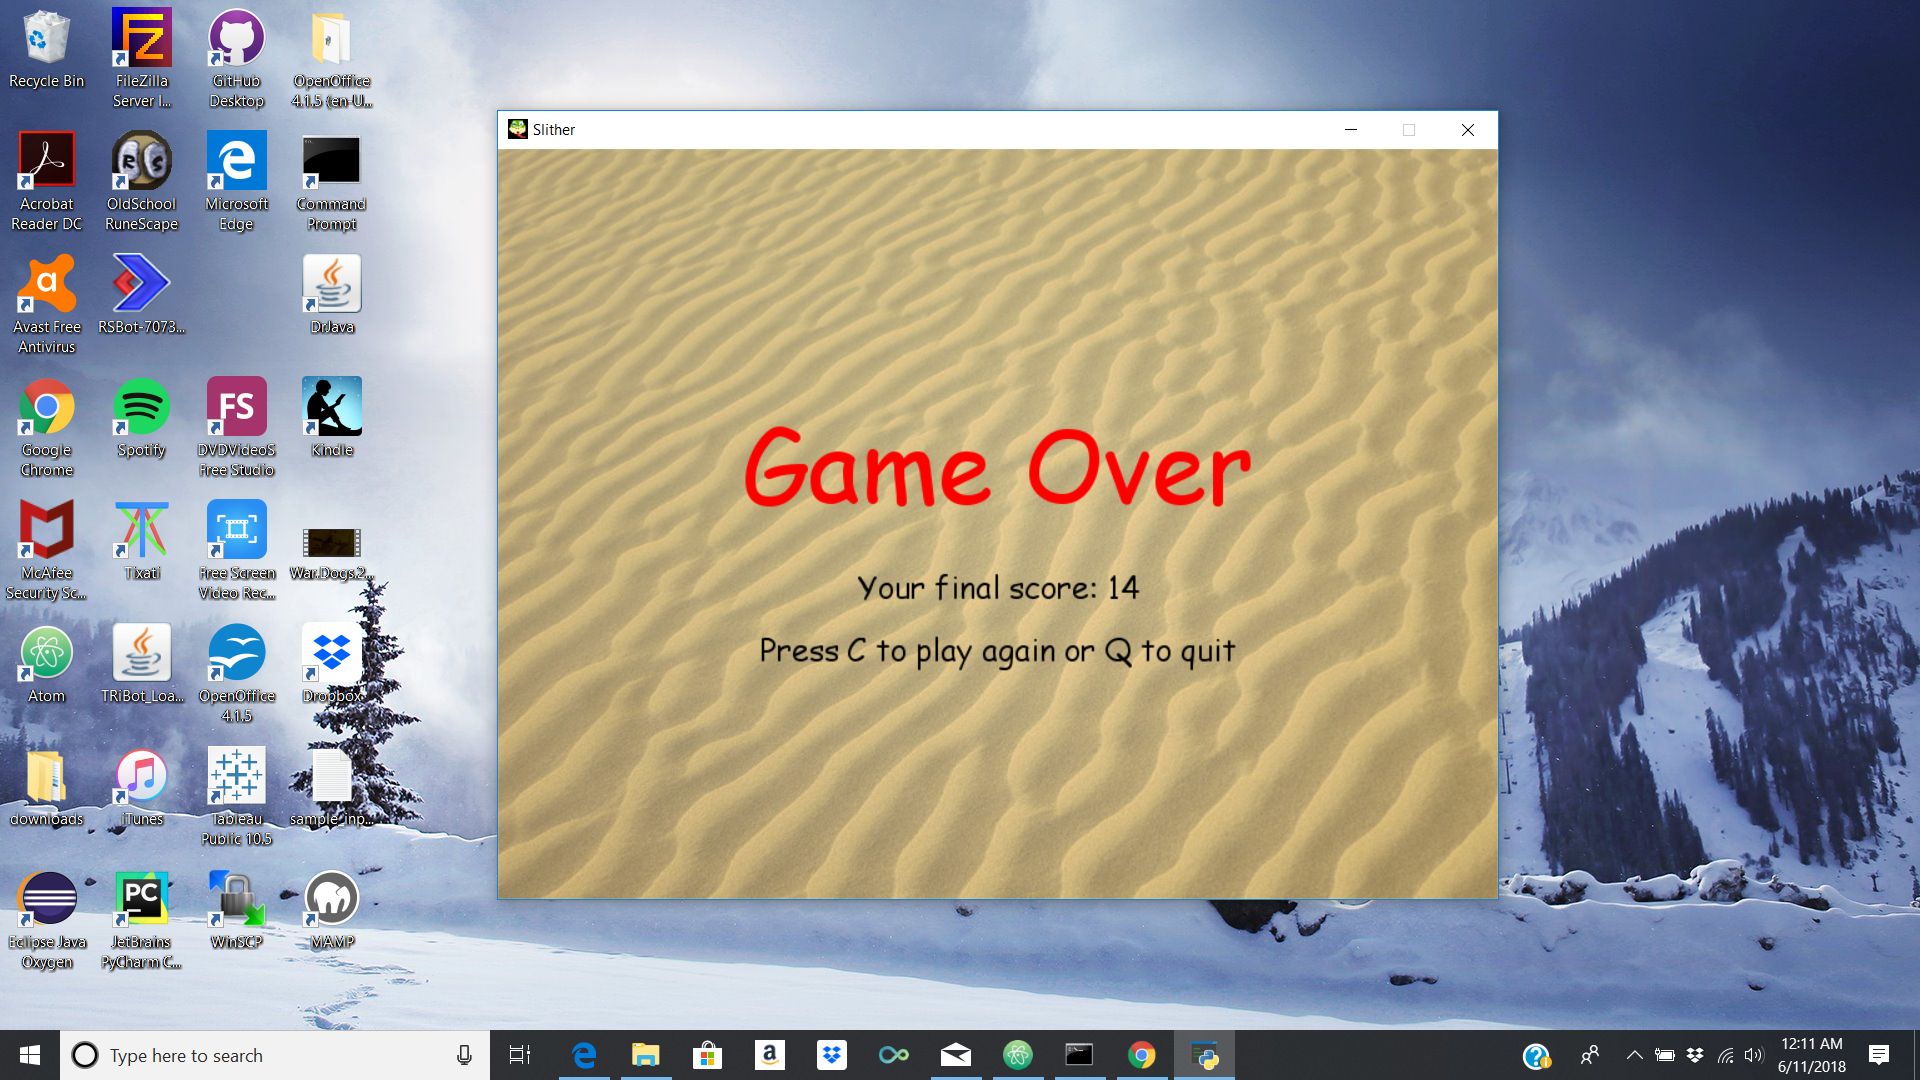 Recycle Bin
FileZilla
Server I...
GitHub
Desktop
OpenOffice
4.1.5 (en-U...
Acrobat
Reader DC
OldSchool
RuneScape
Microsoft
Edge
Command
Prompt
Avast Free
Antivirus
RSBot-7073...
DrJava
Google
Chrome
Spotify
FS
DVDVideoS
Free Studio
Kindle
McAfee
Security Sc...
Tixati
Free Screen
Video Rec...
War.Dogs.2...
Atom
TRiBot_Loa...
OpenOffice
4.1.5
Dropbox
downloads
iTunes
Tableau
Public 10.5
sample_inp...
Eclipse Java
Oxygen
PC
JetBrains
PyCharm C...
WinSCP
MAMP
Slither
Game Over
Your final score: 14
Press C to play again or Q to quit
Type here to search
12:11 AM
6/11/2018